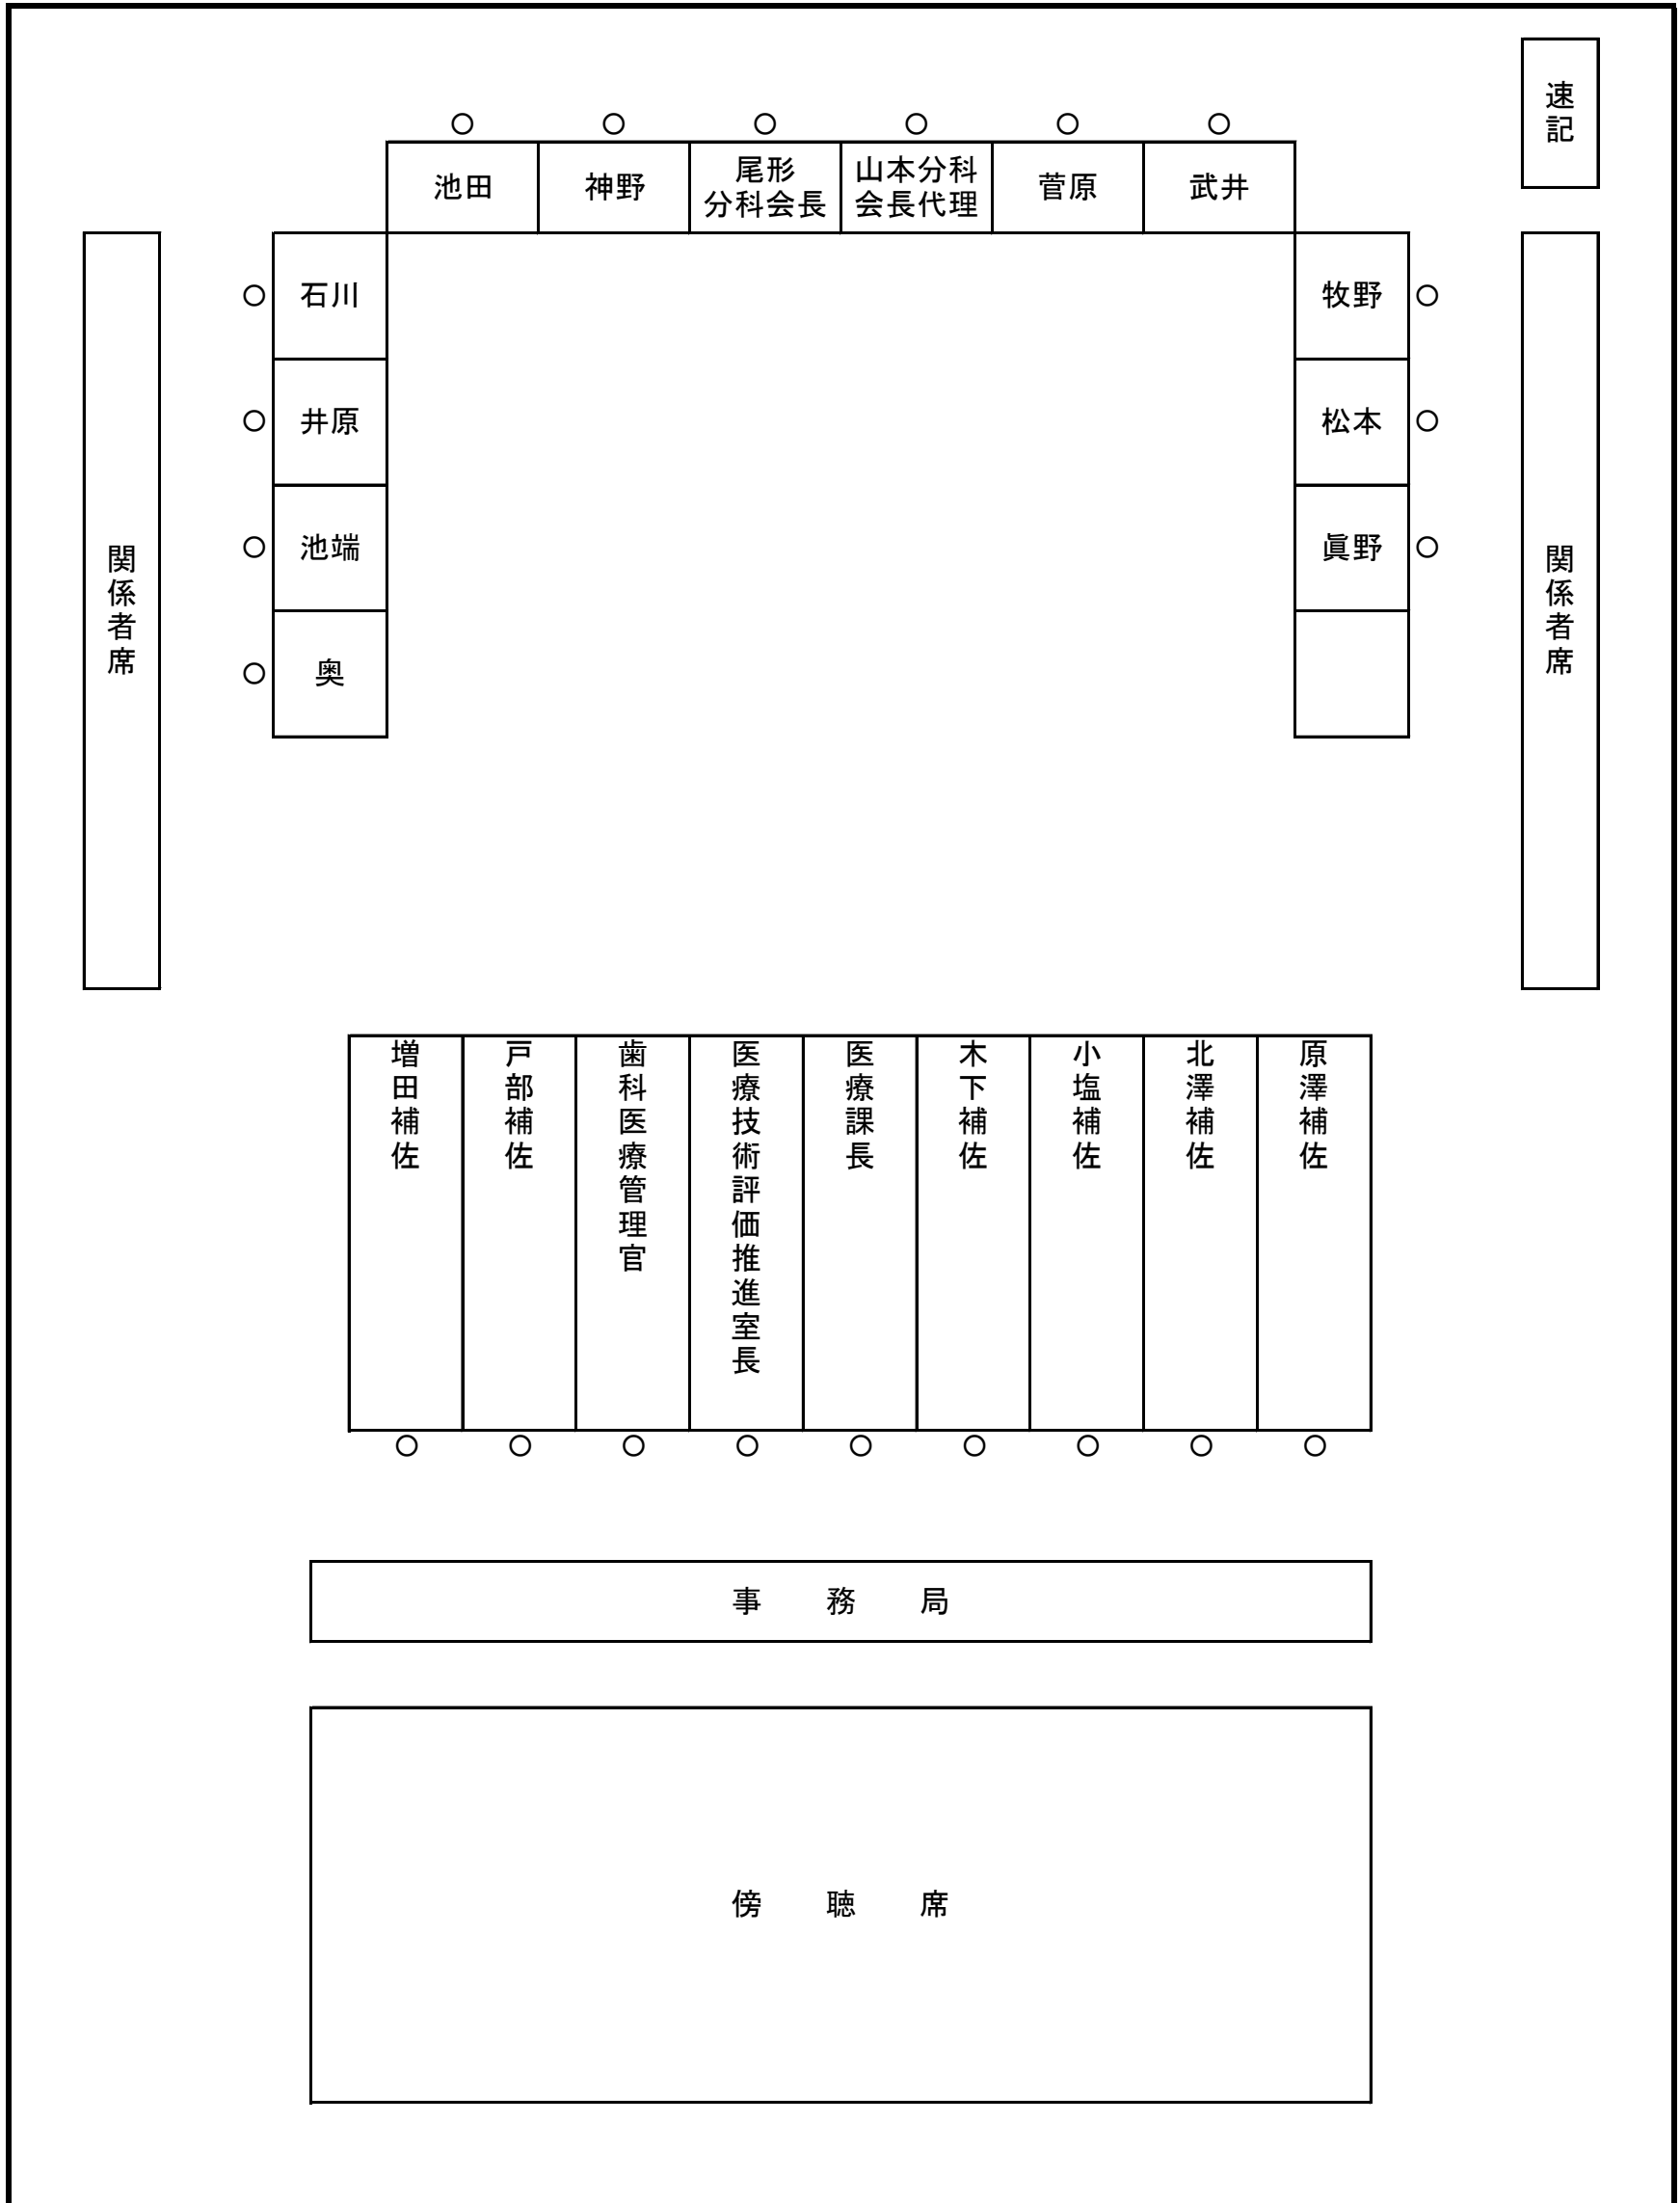 速記
池田
神野
尾形
分科会長
山本分科
会長代理
菅原
武井
石川
井原
池端
奥
牧野
松本
眞野
関係者席
関係者席
増田補佐
戸部補佐
歯科医療管理官
医療技術評価推進室長
医療課長
木下補佐
小塩補佐
北澤補佐
原澤補佐
事　務　局
傍　聴　席